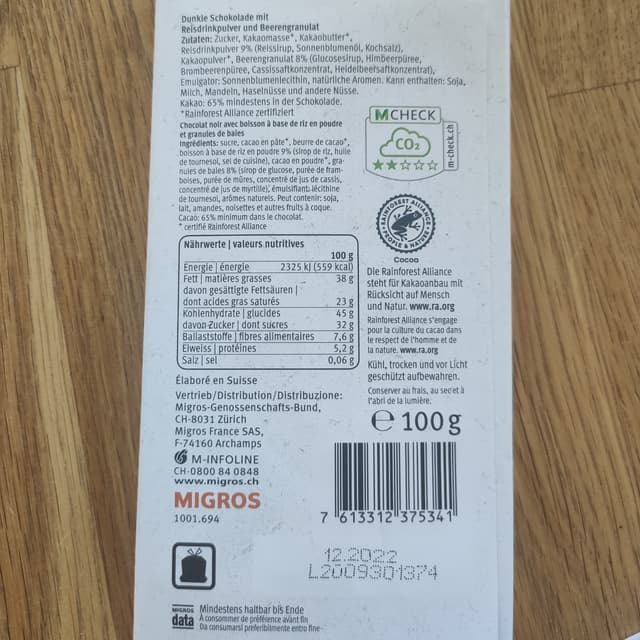 Dunkle Schokolade mit
Reisdrinkpulver und Beerengranulat
Zutaten: Zucker, Kakaomasse*, Kakaobutter*,
Reisdrinkpulver 9% (Reissirup, Sonnenblumenöl, Kochsalz),
Kakaopulver*, Beerengranulat 8% (Glucosesirup, Himbeerpüree,
Brombeerenpüree, Cassissaftkonzentrat, Heidelbeersaftkonzentrat),
Emulgator: Sonnenblumenlecithin, natürliche Aromen. Kann enthalten: Soja,
Milch, Mandeln, Haselnüsse und andere Nüsse.
Kakao: 65% mindestens in der Schokolade.
*Rainforest Alliance zertifiziert
Chocolat noir avec boisson à base de riz en poudre
et granules de baies
Ingrédients: sucre, cacao en pâte*, beurre de cacao*,
boisson à base de riz en poudre 9% (sirop de riz, huile
de tournesol, sel de cuisine), cacao en poudre*, gra-
nules de baies 8% (sirop de glucose, purée de fram-
boises, purée de mûres, concentré de jus de cassis,
concentré de jus de myrtille), émulsifiant: lécithine
de tournesol, arômes naturels. Peut contenir: soja,
lait, amandes, noisettes et autres fruits à coque.
Cacao: 65% minimum dans le chocolat.
* certifié Rainforest Alliance
MCHECK
CO2
m-check.ch
RAINFOREST ALLIANCE
PEOPLE & NATURE
Cocoa
Die Rainforest Alliance
steht für Kakaoanbau mit
Rücksicht auf Mensch
und Natur. www.ra.org
Rainforest Alliance s'engage
pour la culture du cacao dans
le respect de l'homme et de
la nature. www.ra.org
Kühl, trocken und vor Licht
geschützt aufbewahren.
Conserver au frais, au sec et à
l'abri de la lumière.
Nährwerte | valeurs nutritives
100 g
Energie | énergie 2325 kJ (559 kcal)
Fett | matières grasses 38 g
davon gesättigte Fettsäuren |
dont acides gras saturés 23 g
Kohlenhydrate | glucides 45 g
davon Zucker | dont sucres 32 g
Ballaststoffe | fibres alimentaires 7,6 g
Eiweiss | protéines 5,2 g
Salz | sel 0,06 g
Élaboré en Suisse
Vertrieb/Distribution/Distribuzione:
Migros-Genossenschafts-Bund,
CH-8031 Zürich
Migros France SAS,
F-74160 Archamps
M-INFOLINE
CH-0800 84 0848
www.migros.ch
MIGROS
1001.694
e 100 g
7 613312 375341
12.2022
L2009301374
MIGROS
data
Mindestens haltbar bis Ende
À consommer de préférence avant fin
Da consumarsi preferibilmente entro fine